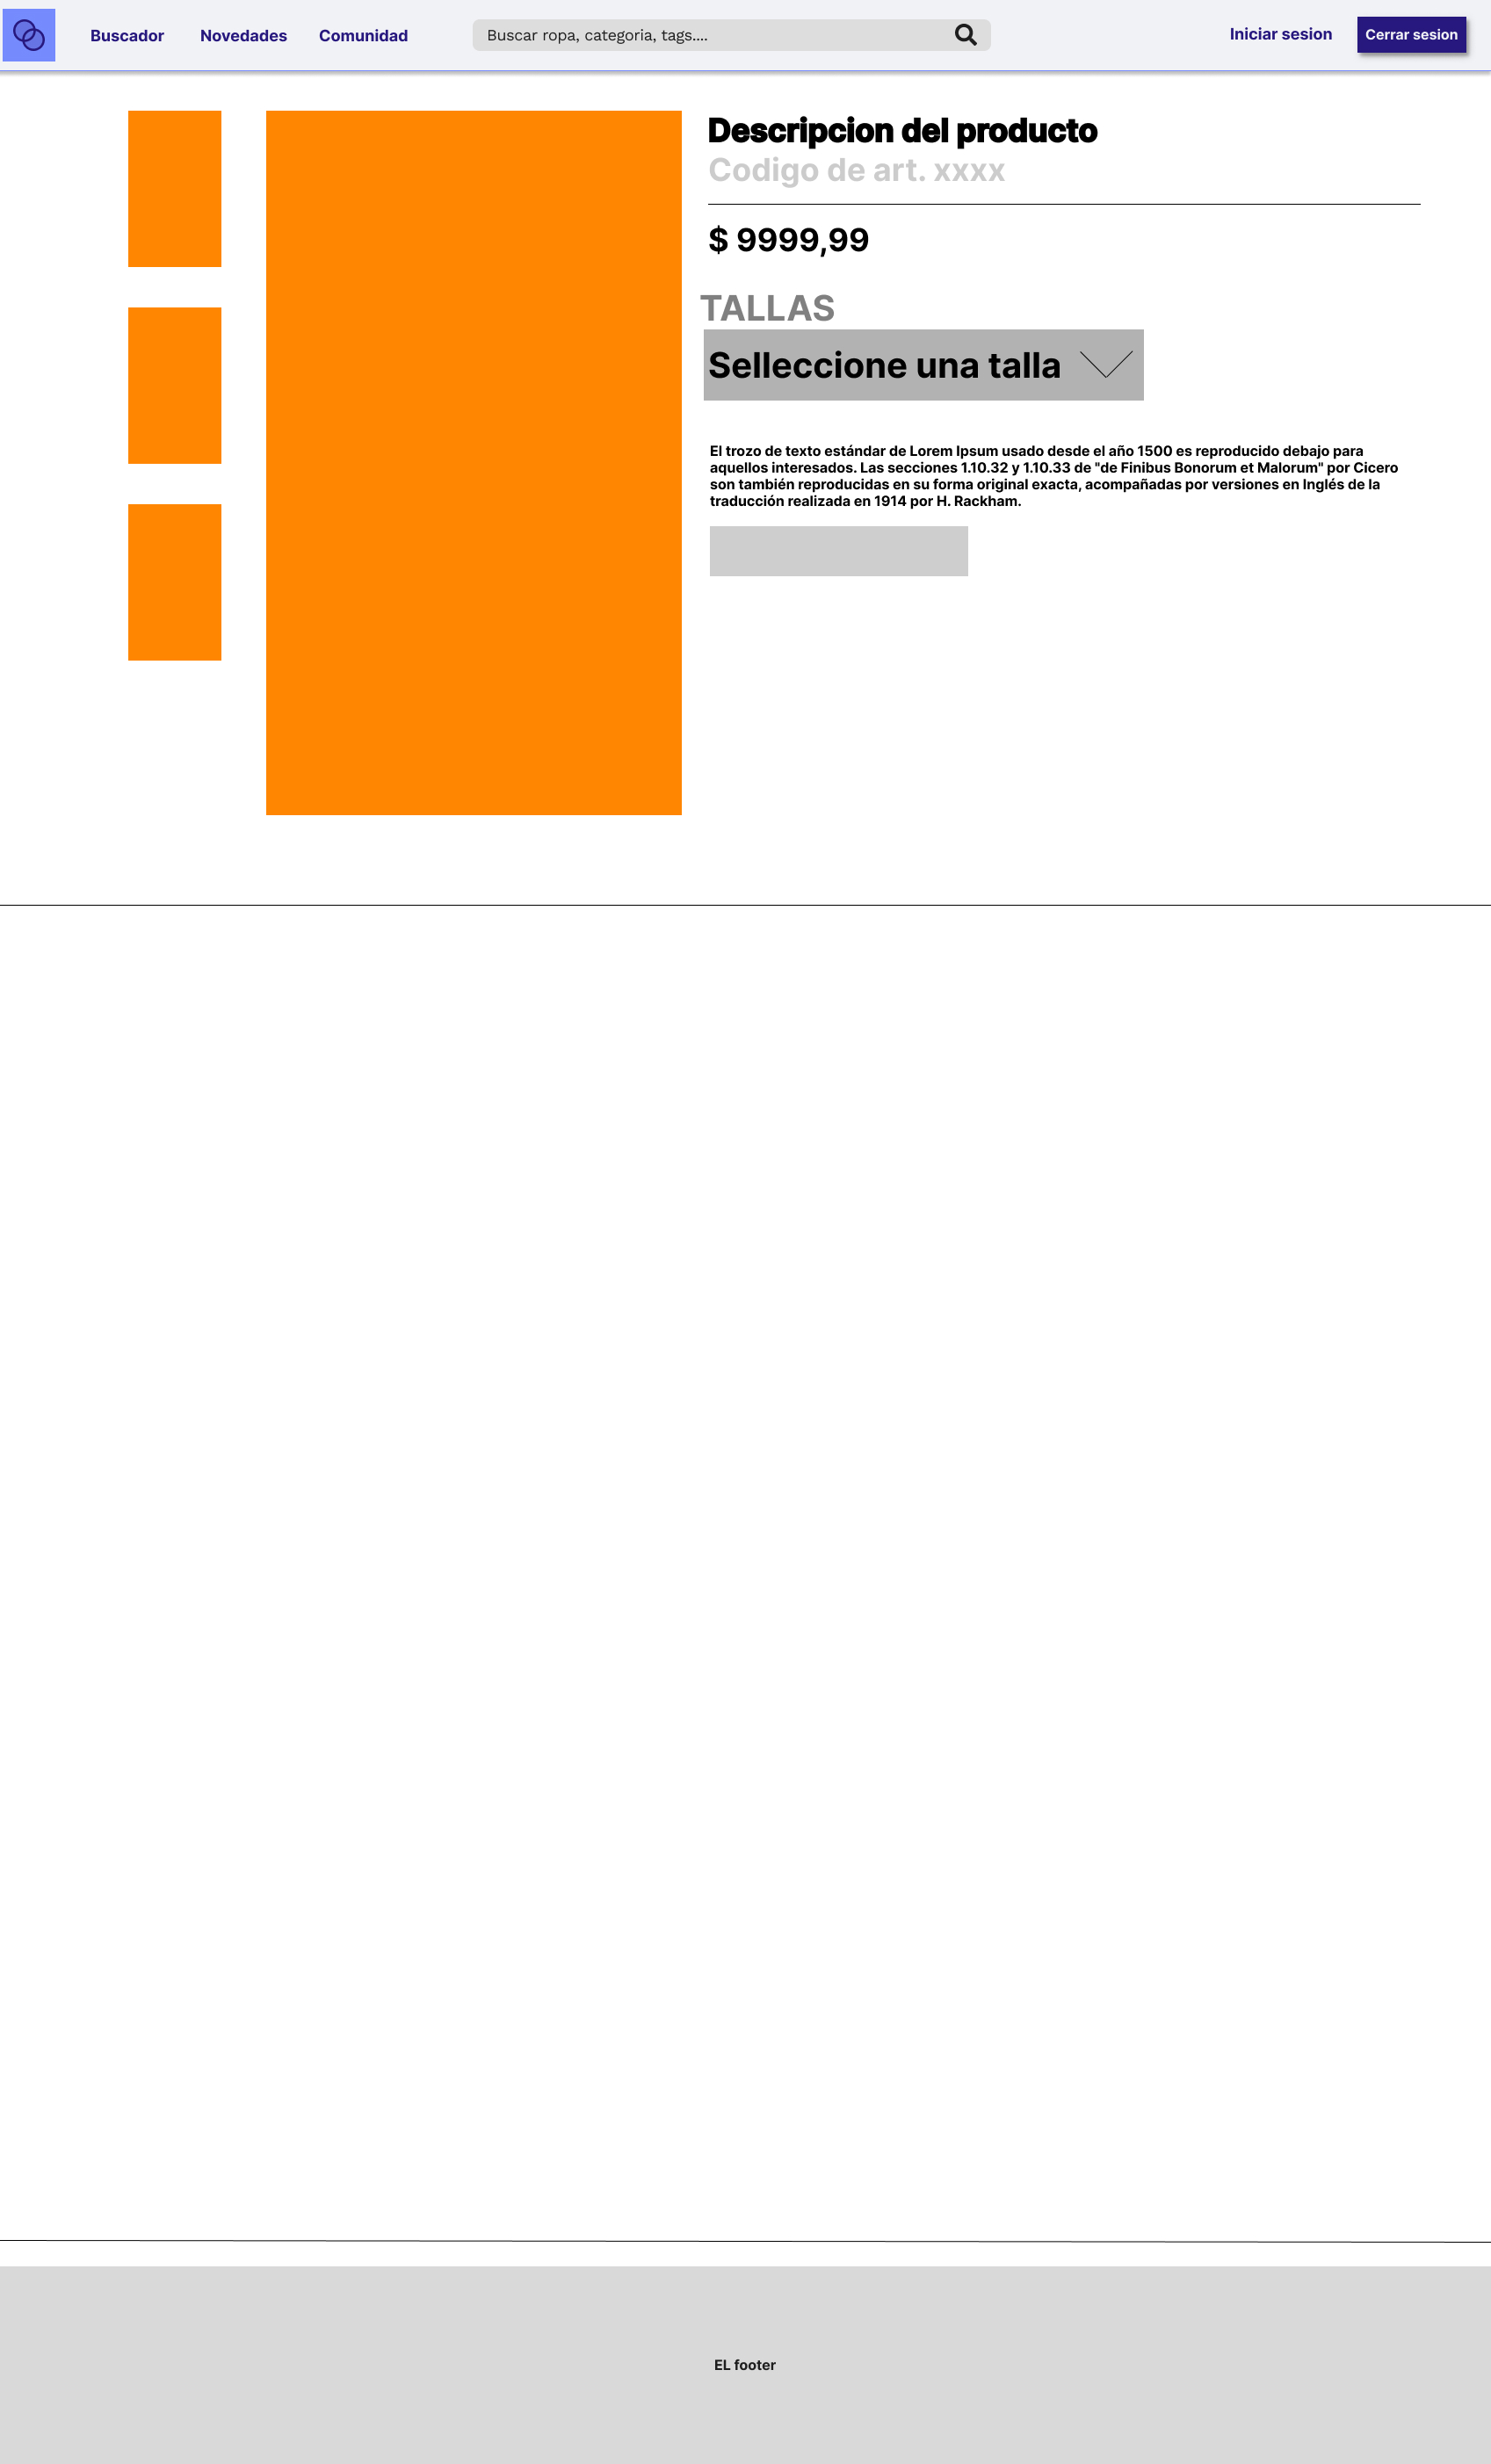 Buscador Novedades Comunidad Buscar ropa, categoria, tags.... Iniciar sesion Cerrar sesion
Descripcion del producto
Codigo de art. xxxx
$ 9999,99
TALLAS
Selleccione una talla
El trozo de texto estándar de Lorem Ipsum usado desde el año 1500 es reproducido debajo para
aquellos interesados. Las secciones 1.10.32 y 1.10.33 de "de Finibus Bonorum et Malorum" por Cicero
son también reproducidas en su forma original exacta, acompañadas por versiones en Inglés de la
traducción realizada en 1914 por H. Rackham.
EL footer